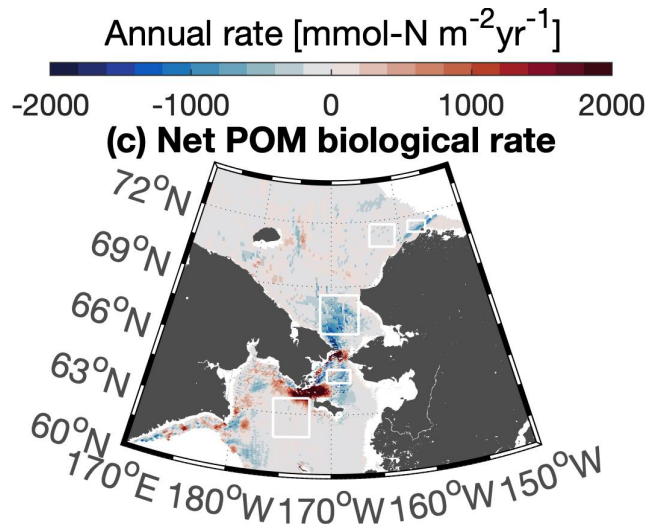 Annual rate [mmol-N m⁻²yr⁻¹]
-2000 -1000 0 1000 2000
(c) Net POM biological rate
72°N
69°N
66°N
63°N
60°N
170°E 180°W 170°W 160°W 150°W